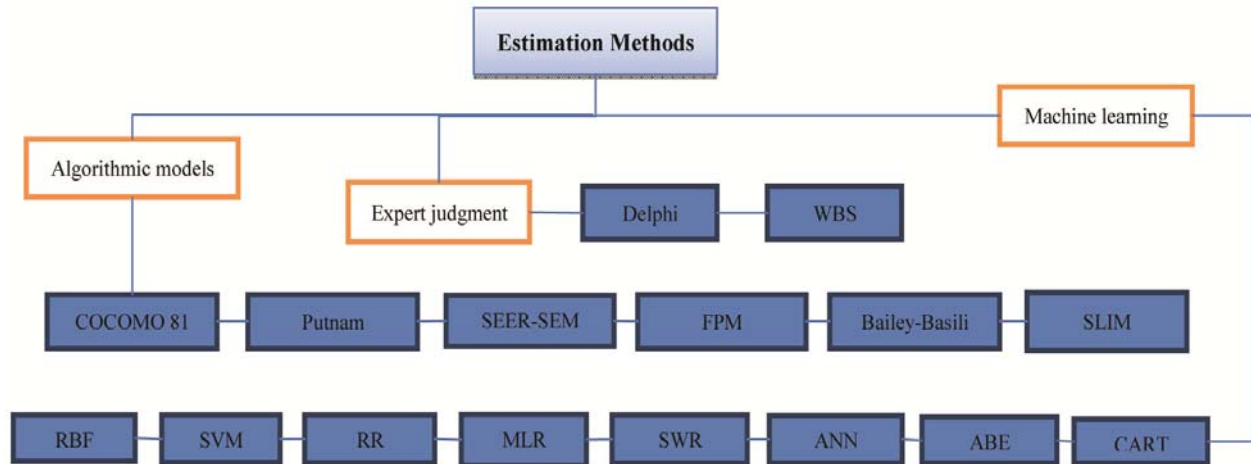 Estimation Methods
Machine learning
Algorithmic models
Expert judgment
Delphi
WBS
COCOMO 81
Putnam
SEER-SEM
FPM
Bailey-Basili
SLIM
RBF
SVM
RR
MLR
SWR
ANN
ABE
CART